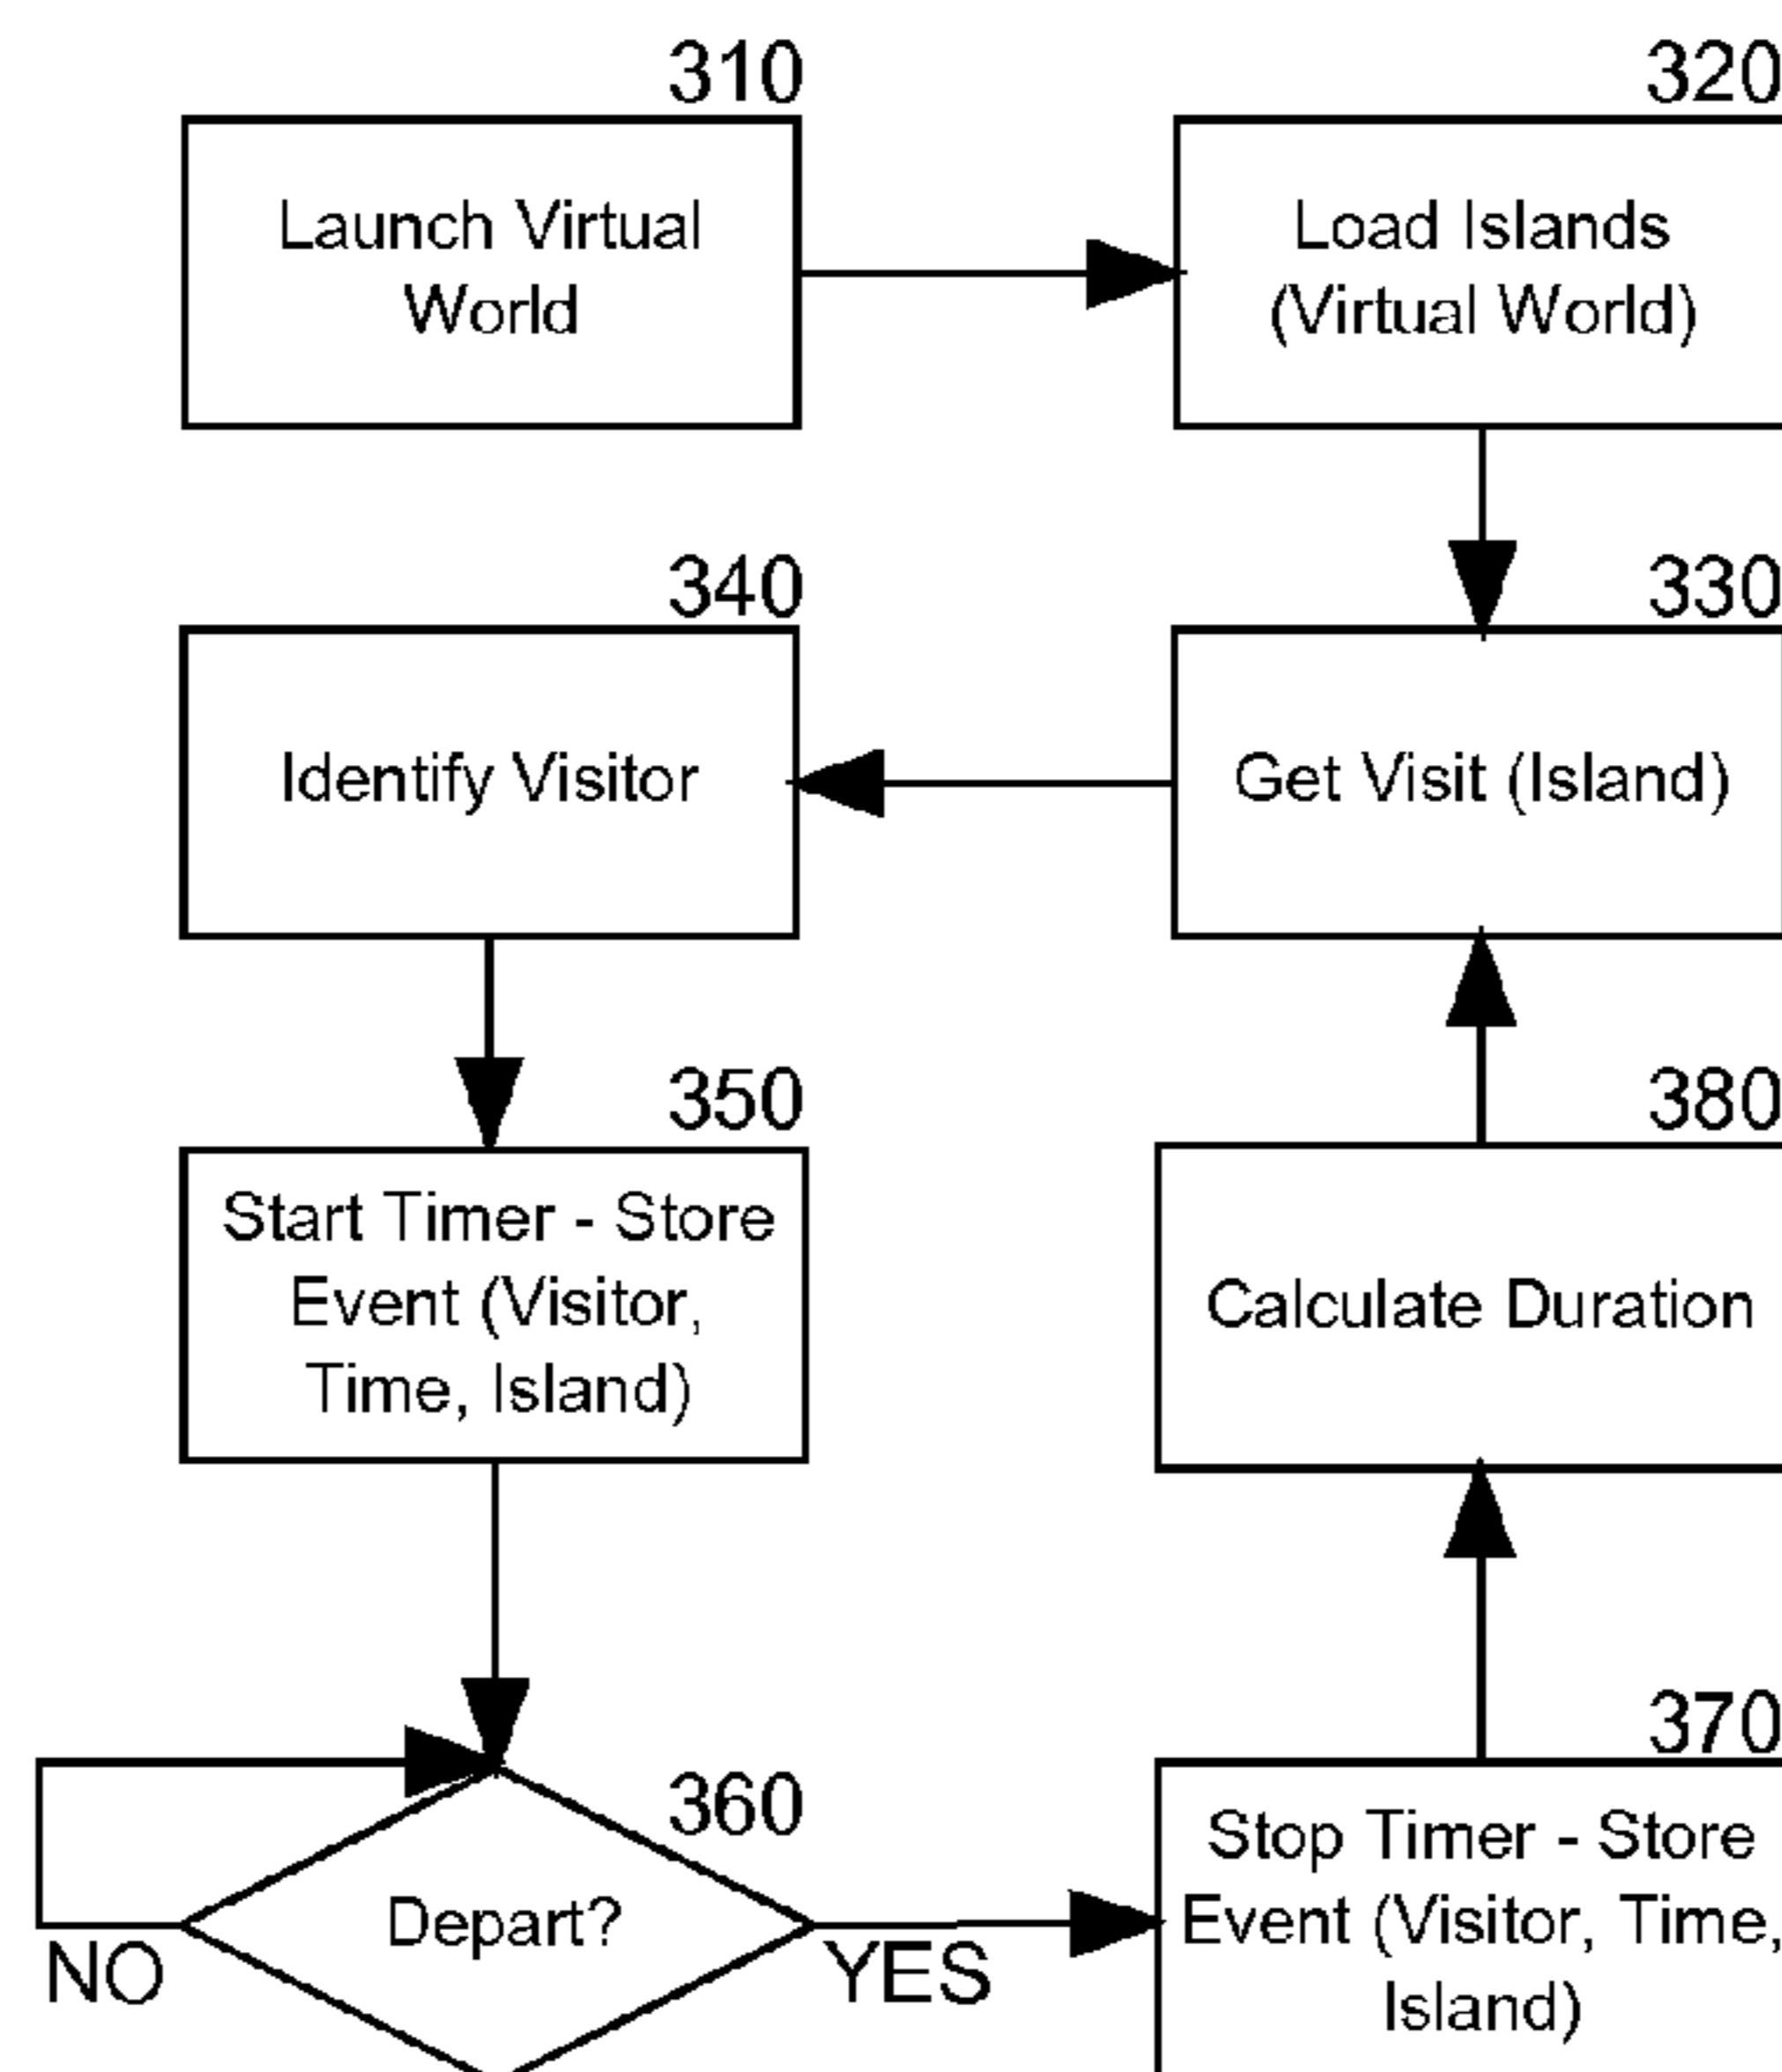 310
Launch Virtual
World
320
Load Islands
(Virtual World)
340
Identify Visitor
330
Get Visit (Island)
350
Start Timer - Store
Event (Visitor,
Time, Island)
380
Calculate Duration
360
Depart?
NO
YES
370
Stop Timer - Store
Event (Visitor, Time,
Island)